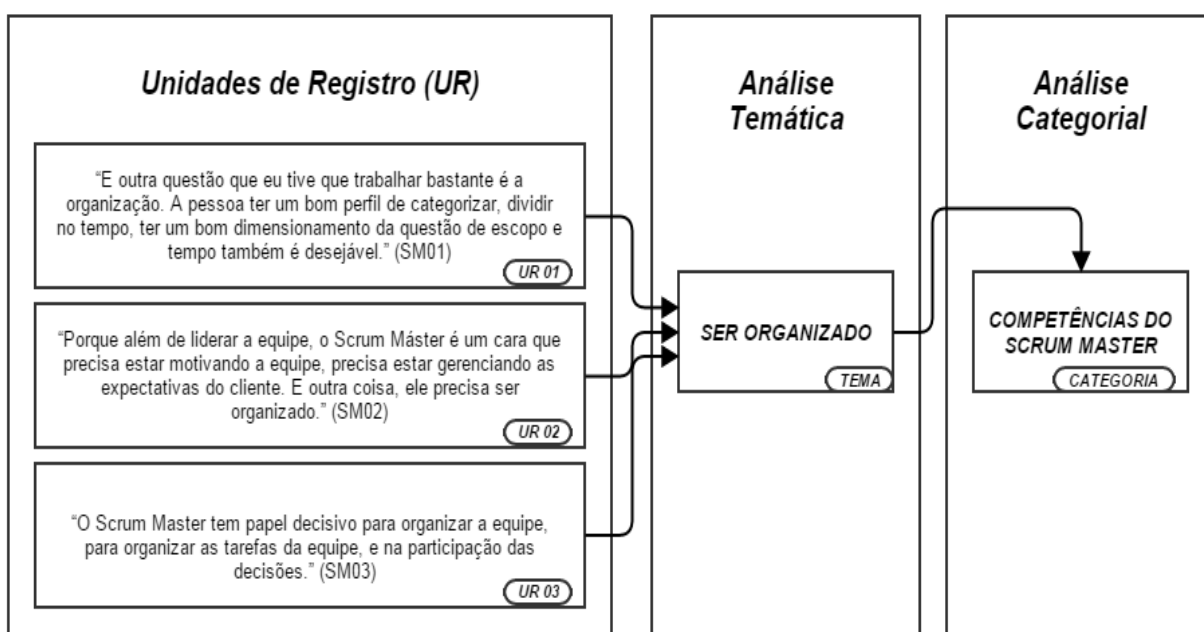 Unidades de Registro (UR)
“E outra questão que eu tive que trabalhar bastante é a
organização. A pessoa ter um bom perfil de categorizar, dividir
no tempo, ter um bom dimensionamento da questão de escopo e
tempo também é desejável.” (SM01)
UR 01
“Porque além de liderar a equipe, o Scrum Máster é um cara que
precisa estar motivando a equipe, precisa estar gerenciando as
expectativas do cliente. E outra coisa, ele precisa ser
organizado.” (SM02)
UR 02
“O Scrum Master tem papel decisivo para organizar a equipe,
para organizar as tarefas da equipe, e na participação das
decisões.” (SM03)
UR 03
Análise
Temática
SER ORGANIZADO
TEMA
Análise
Categorial
COMPETÊNCIAS DO
SCRUM MASTER
CATEGORIA